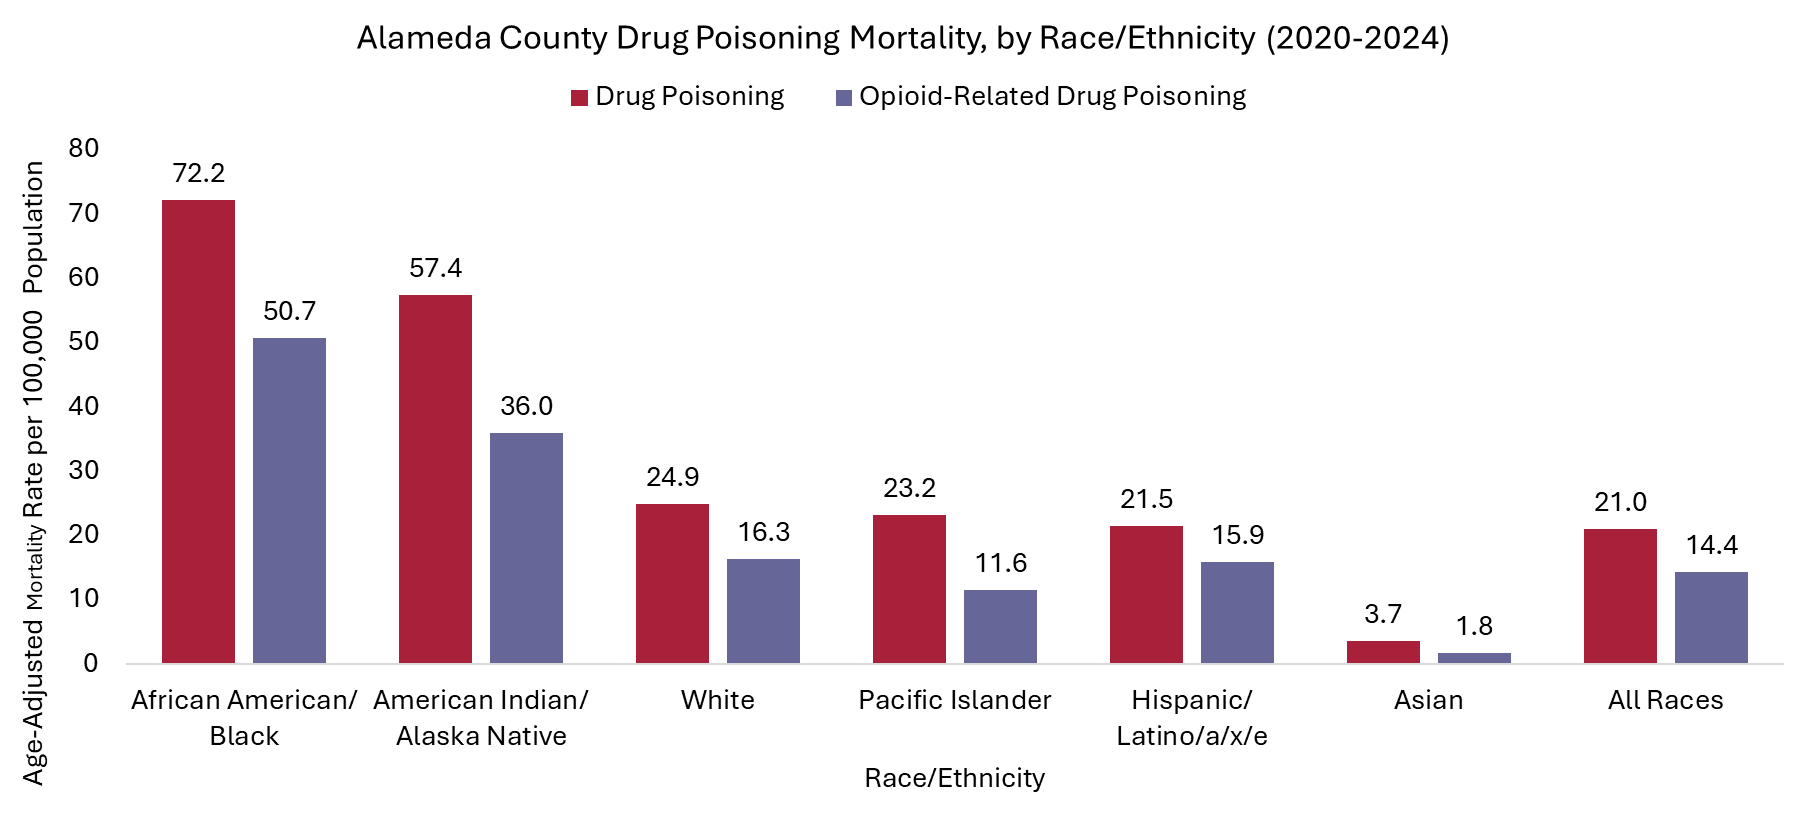 Alameda County Drug Poisoning Mortality, by Race/Ethnicity (2020-2024)
Drug Poisoning
Opioid-Related Drug Poisoning
Age-Adjusted Mortality Rate per 100,000 Population
80
70
60
50
40
30
20
10
0
72.2
50.7
57.4
36.0
24.9
16.3
23.2
11.6
21.5
15.9
3.7
1.8
21.0
14.4
African American/
Black
American Indian/
Alaska Native
White
Pacific Islander
Hispanic/
Latino/a/x/e
Asian
All Races
Race/Ethnicity